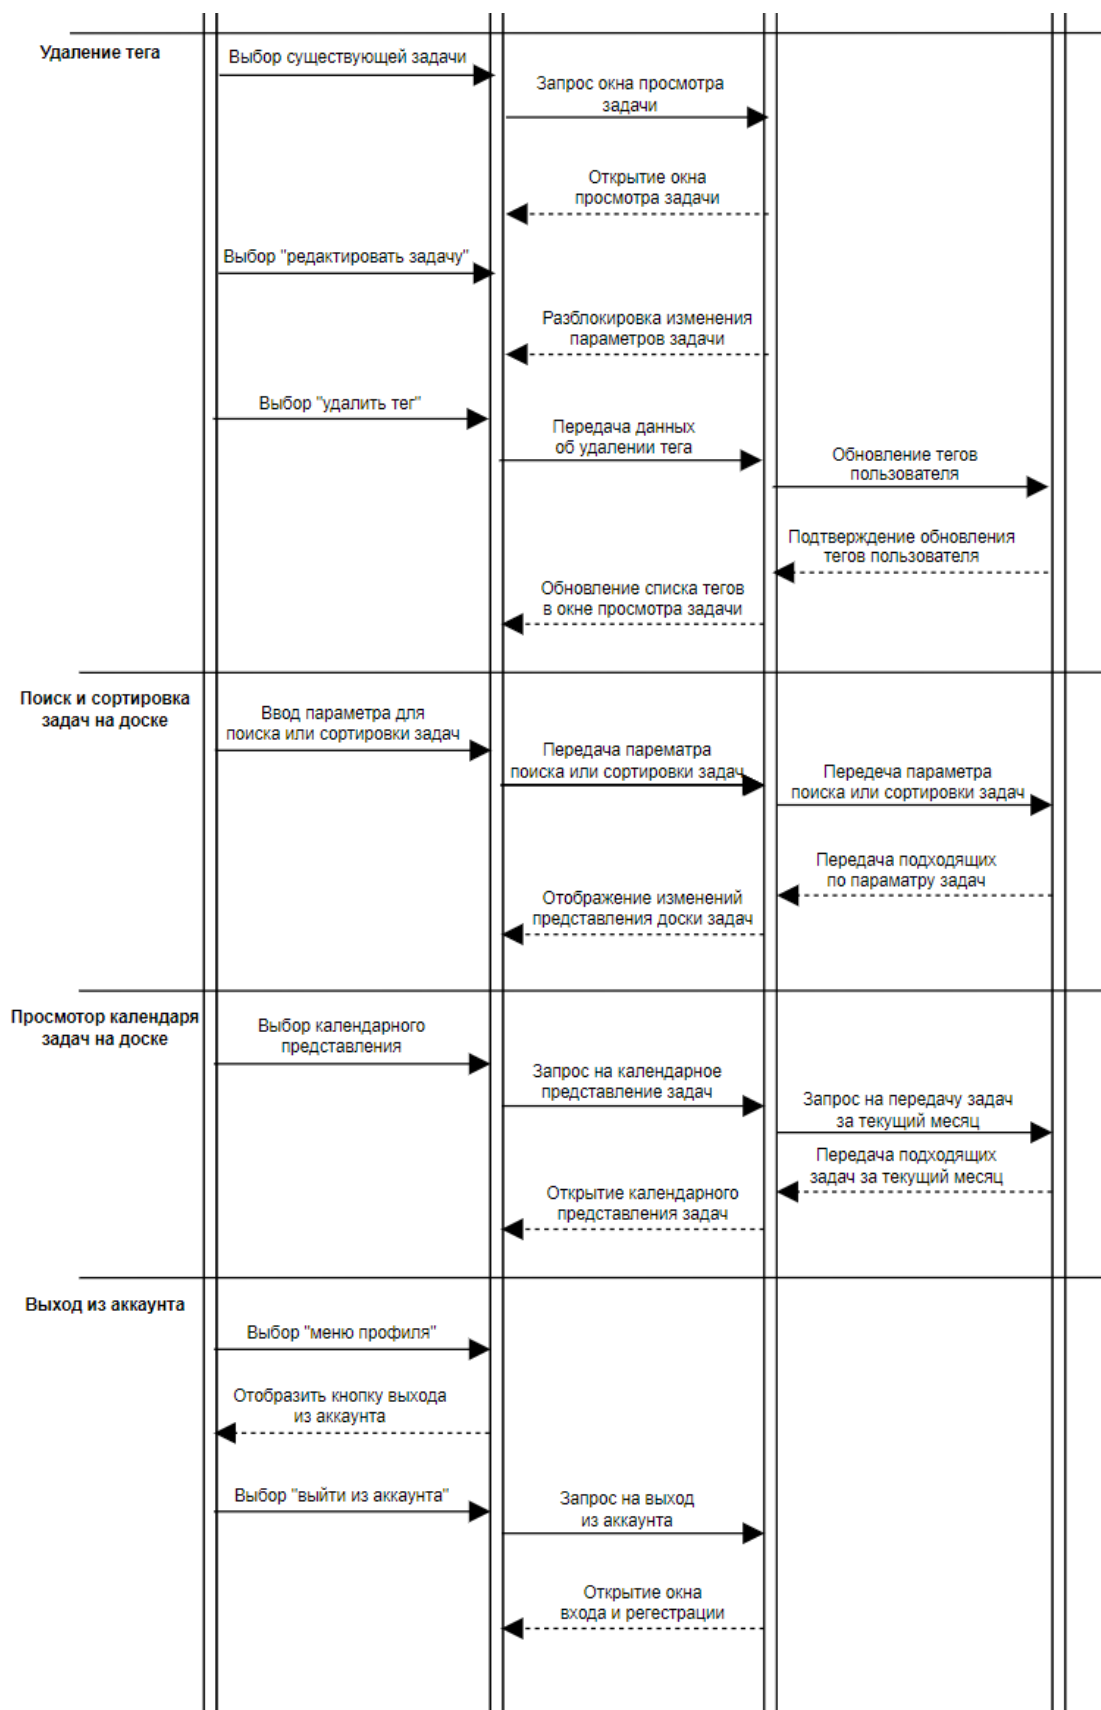 Удаление тега
Выбор существующей задачи
Запрос окна просмотра
задачи
Открытие окна
просмотра задачи
Выбор "редактировать задачу"
Разблокировка изменения
параметров задачи
Выбор "удалить тег"
Передача данных
об удалении тега
Обновление тегов
пользователя
Подтверждение обновления
тегов пользователя
Обновление списка тегов
в окне просмотра задачи
Поиск и сортировка
задач на доске
Ввод параметра для
поиска или сортировки задач
Передача парематра
поиска или сортировки задач
Передеча параметра
поиска или сортировки задач
Передача подходящих
по параматру задач
Отображение изменений
представления доски задач
Просмотор календаря
задач на доске
Выбор календарного
представления
Запрос на календарное
представление задач
Запрос на передачу задач
за текущий месяц
Передача подходящих
задач за текущий месяц
Открытие календарного
представления задач
Выход из аккаунта
Выбор "меню профиля"
Отобразить кнопку выхода
из аккаунта
Выбор "выйти из аккаунта"
Запрос на выход
из аккаунта
Открытие окна
входа и регестрации